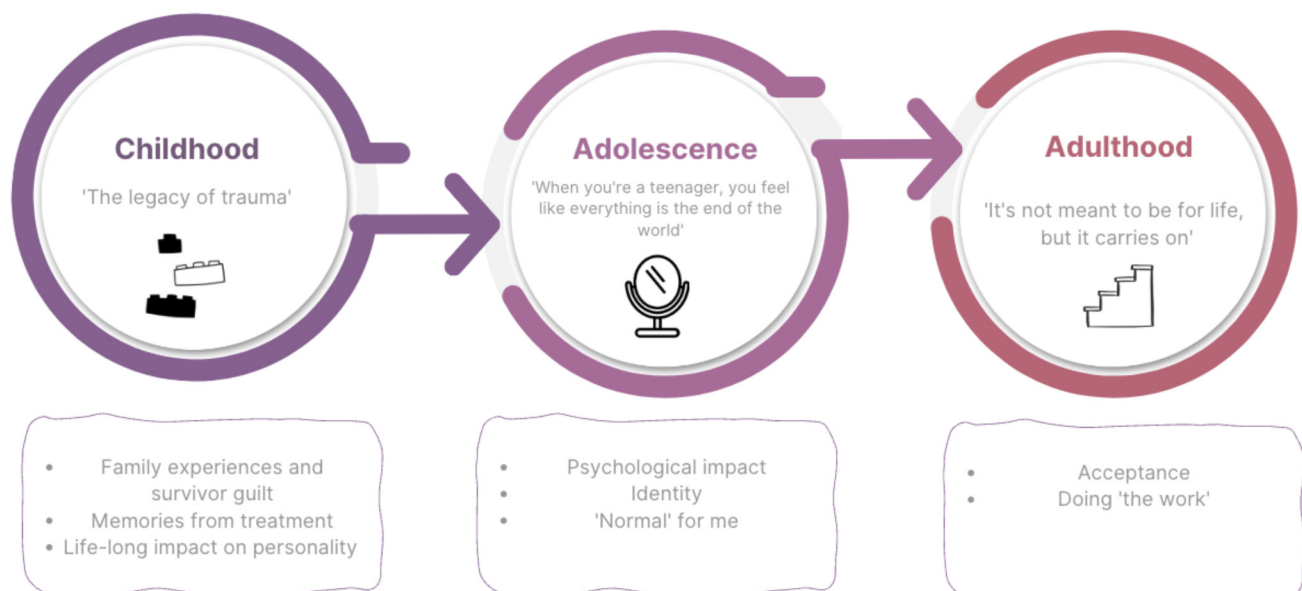 Childhood
'The legacy of trauma'
Adolescence
'When you're a teenager, you feel
like everything is the end of the
world'
Adulthood
'It's not meant to be for life,
but it carries on'
• Family experiences and
survivor guilt
• Memories from treatment
• Life-long impact on personality
• Psychological impact
• Identity
• 'Normal' for me
• Acceptance
• Doing 'the work'